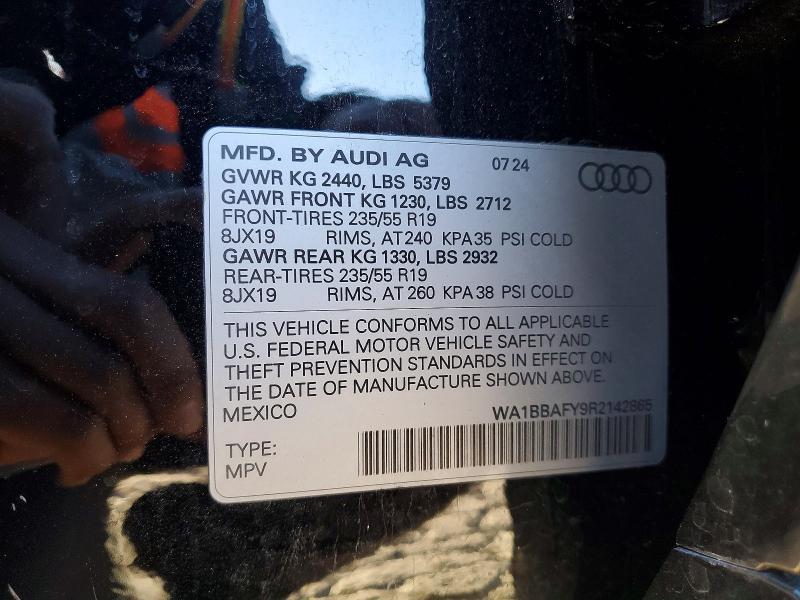 MFD. BY AUDI AG 07 24
GVWR KG 2440, LBS 5379
GAWR FRONT KG 1230, LBS 2712
FRONT-TIRES 235/55 R19
8JX19 RIMS, AT 240 KPA 35 PSI COLD
GAWR REAR KG 1330, LBS 2932
REAR-TIRES 235/55 R19
8JX19 RIMS, AT 260 KPA 38 PSI COLD
THIS VEHICLE CONFORMS TO ALL APPLICABLE
U.S. FEDERAL MOTOR VEHICLE SAFETY AND
THEFT PREVENTION STANDARDS IN EFFECT ON
THE DATE OF MANUFACTURE SHOWN ABOVE.
MEXICO WA1BBAFY9R2142865
TYPE:
MPV